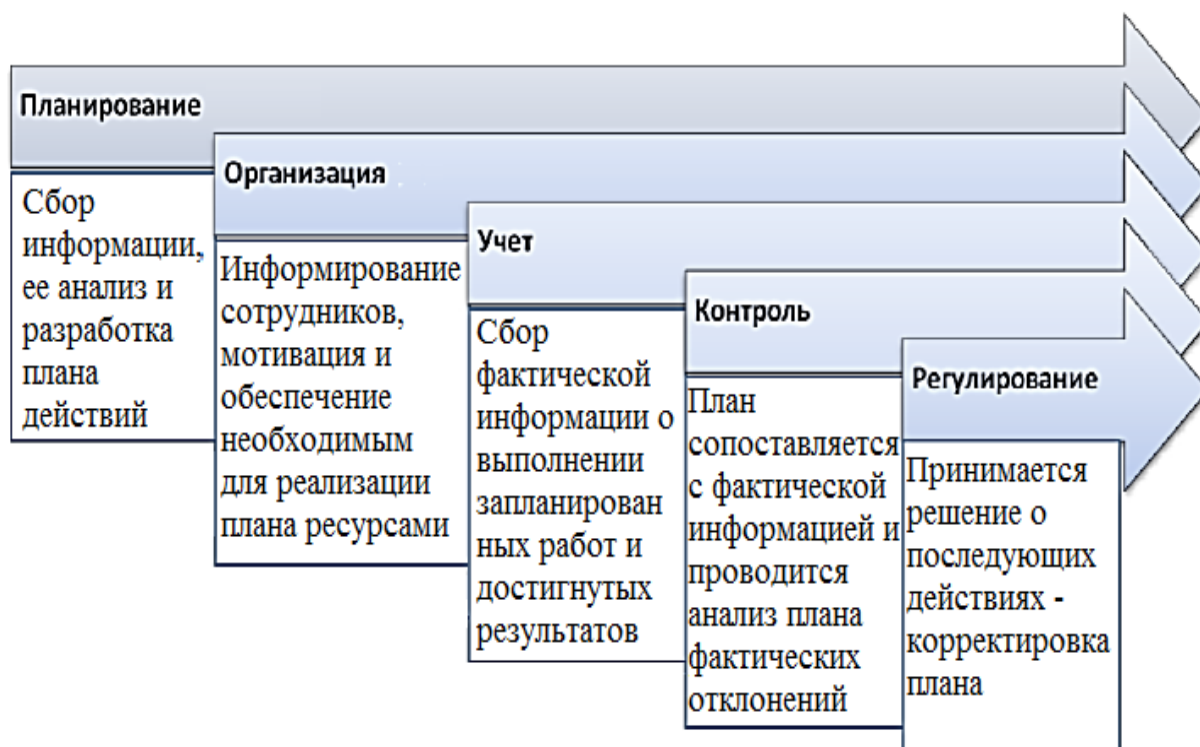 Планирование
Сбор
информации,
ее анализ и
разработка
плана
действий
Организация
Информирование
сотрудников,
мотивация и
обеспечение
необходимым
для реализации
плана ресурсами
Учет
Сбор
фактической
информации о
выполнении
запланирован
ных работ и
достигнутых
результатов
Контроль
План
сопоставляется
с фактической
информацией и
проводится
анализ плана
фактических
отклонений
Регулирование
Принимается
решение о
последующих
действиях -
корректировка
плана